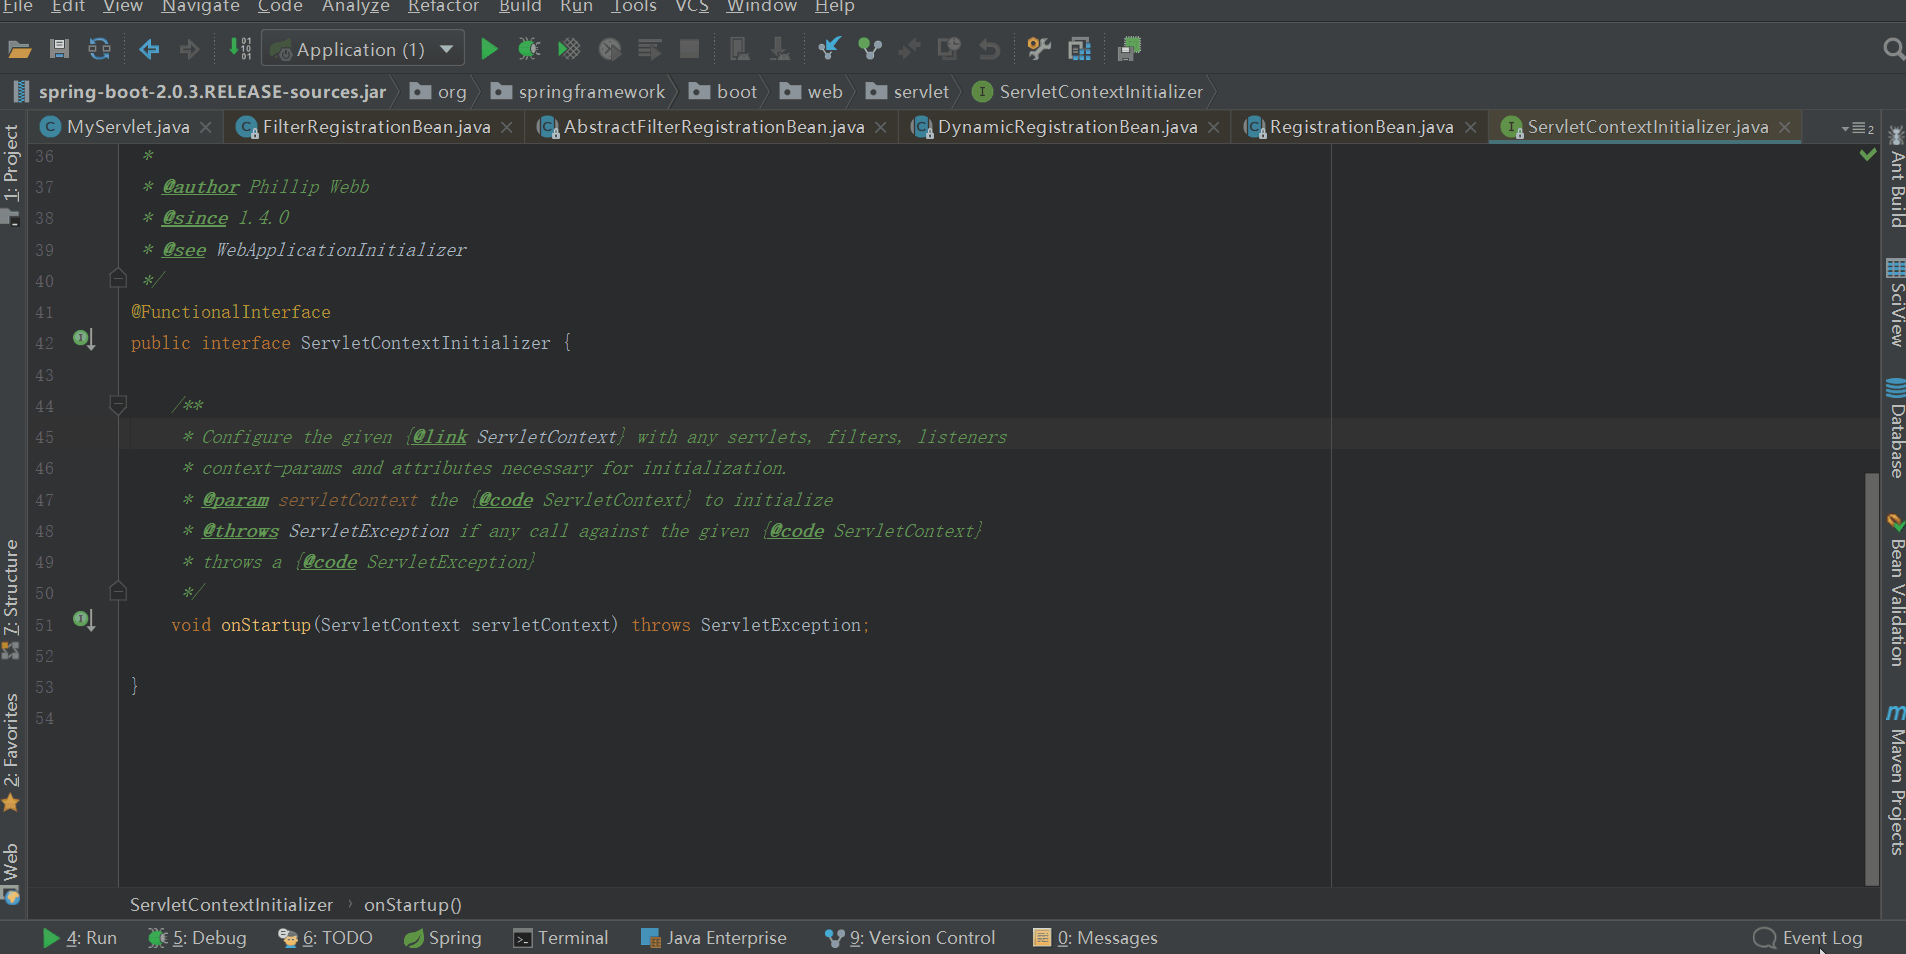 File Edit View Navigate Code Analyze Refactor Build Run Tools VCS Window Help
Application (1)
spring-boot-2.0.3.RELEASE-sources.jar org springframework boot web servlet ServletContextInitializer
MyServlet.java FilterRegistrationBean.java AbstractFilterRegistrationBean.java DynamicRegistrationBean.java RegistrationBean.java ServletContextInitializer.java 2
36 *
37 * @author Phillip Webb
38 * @since 1.4.0
39 * @see WebApplicationInitializer
40 */
41 @FunctionalInterface
42 public interface ServletContextInitializer {
43
44 /**
45 * Configure the given {@link ServletContext} with any servlets, filters, listeners
46 * context-params and attributes necessary for initialization.
47 * @param servletContext the {@code ServletContext} to initialize
48 * @throws ServletException if any call against the given {@code ServletContext}
49 * throws a {@code ServletException}
50 */
51 void onStartup(ServletContext servletContext) throws ServletException;
52
53 }
54
1: Project
7: Structure
2: Favorites
Web
Ant Build
SciView
Database
Bean Validation
Maven Projects
ServletContextInitializer onStartup()
4: Run 5: Debug 6: TODO Spring Terminal Java Enterprise 9: Version Control 0: Messages Event Log